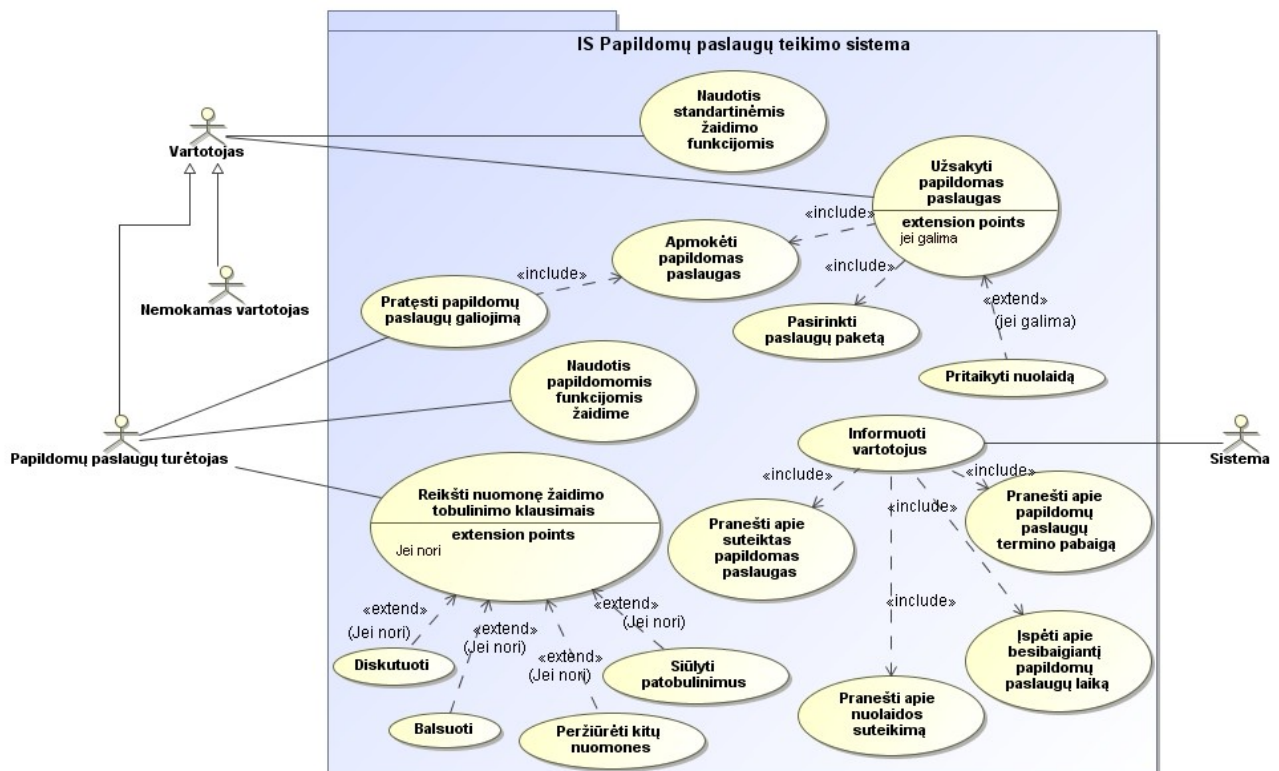 IS Papildomų paslaugų teikimo sistema
Naudotis
standartinėmis
žaidimo
funkcijomis
Vartotojas
Užsakyti
papildomas
paslaugas
extension points
jei galima
«include»
Apmokėti
papildomas
paslaugas
«include»
«include»
Pratęsti papildomų
paslaugų galiojimą
Nemokamas vartotojas
Pasirinkti
paslaugų paketą
«extend»
(jei galima)
Pritaikyti nuolaidą
Naudotis
papildomomis
funkcijomis
žaidime
Papildomų paslaugų turėtojas
Informuoti
vartotojus
Sistema
«include»
«include»
«include»
Reikšti nuomonę žaidimo
tobulinimo klausimais
extension points
Jei nori
Pranešti apie
suteiktas
papildomas
paslaugas
Pranešti apie
papildomų
paslaugų
termino pabaigą
«include»
«extend»
(Jei nori)
«extend»
(Jei nori)
«extend»
(Jei nori)
«extend»
(Jei nori)
Diskutuoti
Siūlyti
patobulinimus
Įspėti apie
besibaigiantį
papildomų
paslaugų laiką
Balsuoti
Peržiūrėti kitų
nuomones
Pranešti apie
nuolaidos
suteikimą